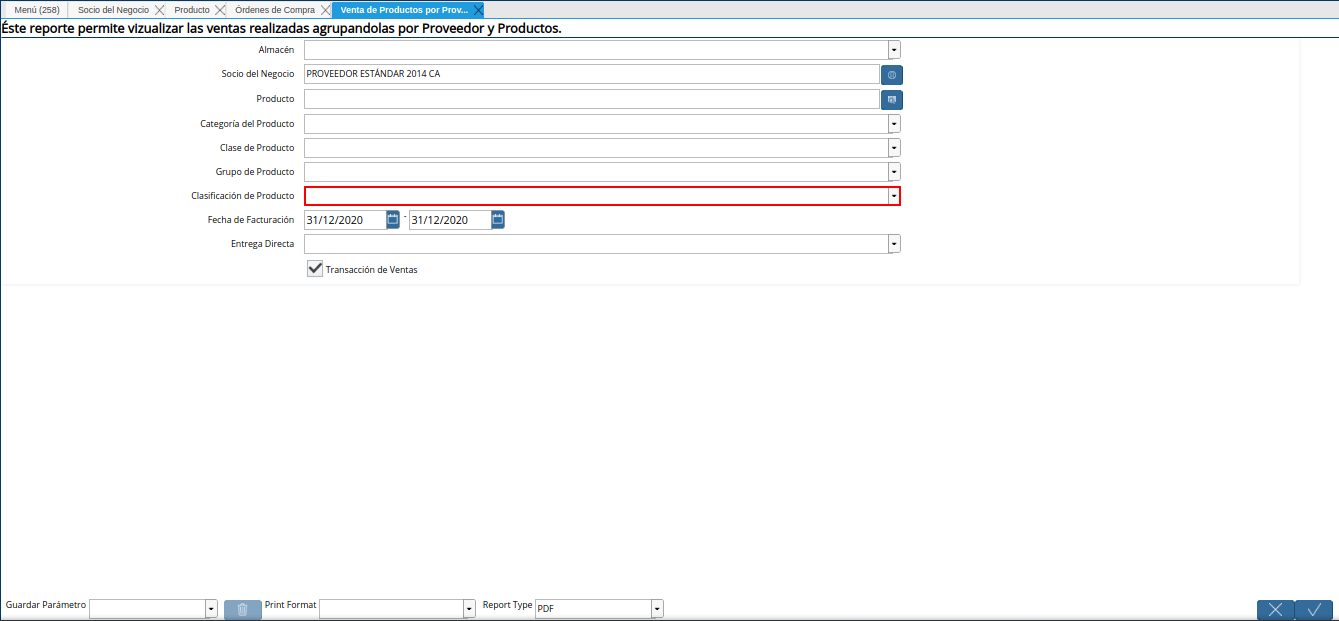 Menú (258) Socio del Negocio Producto Órdenes de Compra Venta de Productos por Prov...
Éste reporte permite vizualizar las ventas realizadas agrupandolas por Proveedor y Productos.
Almacén
Socio del Negocio PROVEEDOR ESTÁNDAR 2014 CA
Producto
Categoría del Producto
Clase de Producto
Grupo de Producto
Clasificación de Producto
Fecha de Facturación 31/12/2020 - 31/12/2020
Entrega Directa
Transacción de Ventas
Guardar Parámetro Print Format Report Type PDF